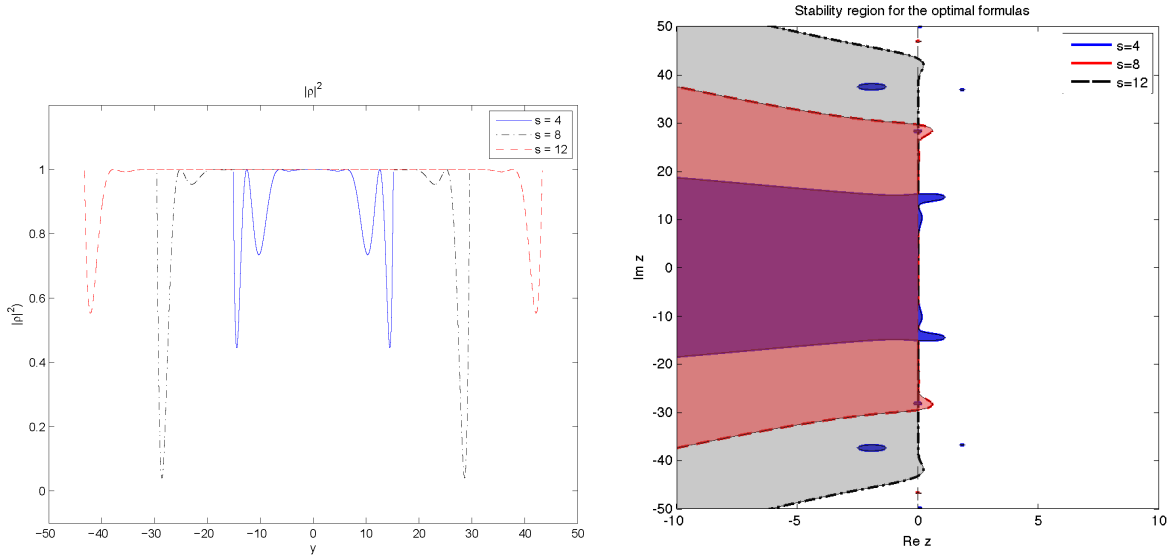 |ρ|²
s = 4
s = 8
s = 12
1
0.8
0.6
0.4
0.2
0
|ρ|²)
-50 -40 -30 -20 -10 0 10 20 30 40 50
y
Stability region for the optimal formulas
s=4
s=8
s=12
50
40
30
20
10
0
-10
-20
-30
-40
-50
Im z
-10 -5 0 5 10
Re z